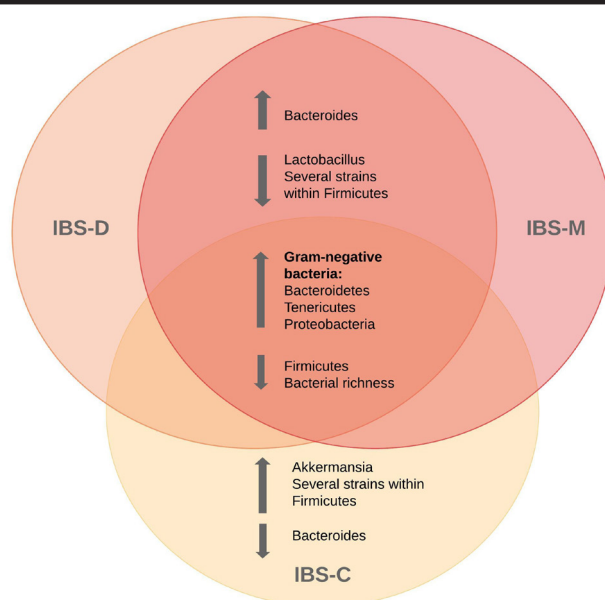 Bacteroides
Lactobacillus
Several strains
within Firmicutes
IBS-D
IBS-M
Gram-negative
bacteria:
Bacteroidetes
Tenericutes
Proteobacteria
Firmicutes
Bacterial richness
Akkermansia
Several strains within
Firmicutes
Bacteroides
IBS-C